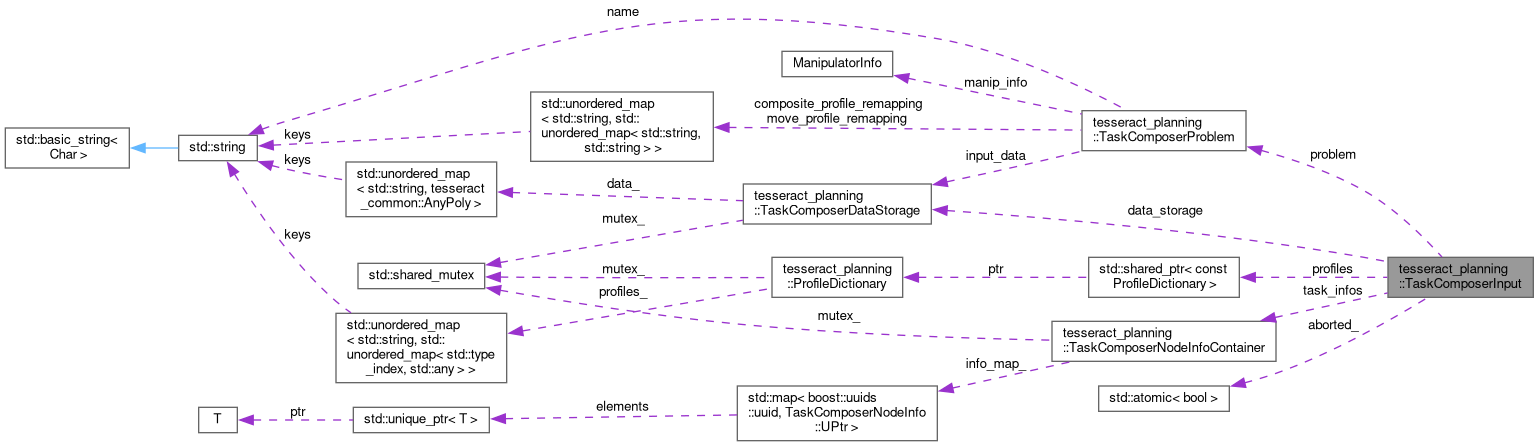 name
ManipulatorInfo
manip_info
std::unordered_map
< std::string, std::
unordered_map< std::string,
std::string > >
composite_profile_remapping
move_profile_remapping
tesseract_planning
::TaskComposerProblem
std::basic_string<
Char >
std::string
keys
keys
problem
input_data
std::unordered_map
< std::string, tesseract
_common::AnyPoly >
data_
tesseract_planning
::TaskComposerDataStorage
data_storage
mutex_
keys
std::shared_mutex
mutex_
tesseract_planning
::ProfileDictionary
ptr
std::shared_ptr< const
ProfileDictionary >
profiles
tesseract_planning
::TaskComposerInput
profiles_
task_infos
std::unordered_map
< std::string, std::
unordered_map< std::type
_index, std::any > >
mutex_
tesseract_planning
::TaskComposerNodeInfoContainer
aborted_
info_map_
std::atomic< bool >
T
ptr
std::unique_ptr< T >
elements
std::map< boost::uuids
::uuid, TaskComposerNodeInfo
::UPtr >